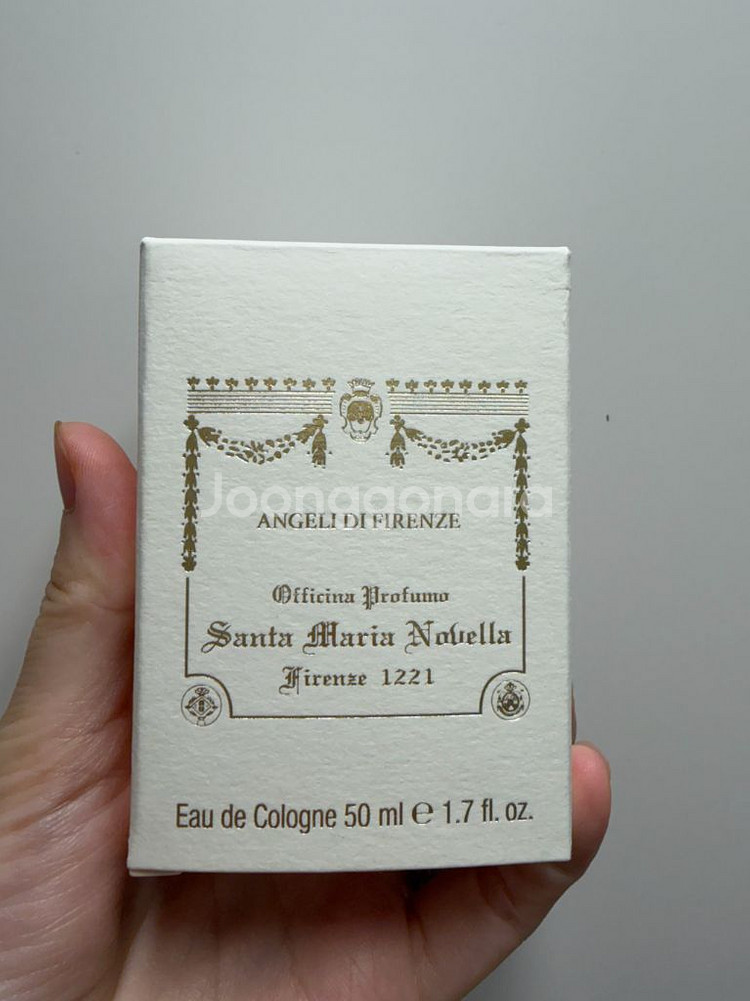 Joonggonara
ANGELI DI FIRENZE
Officina Profumo
Santa Maria Novella
Firenze 1221
Eau de Cologne 50 ml ℮ 1.7 fl. oz.